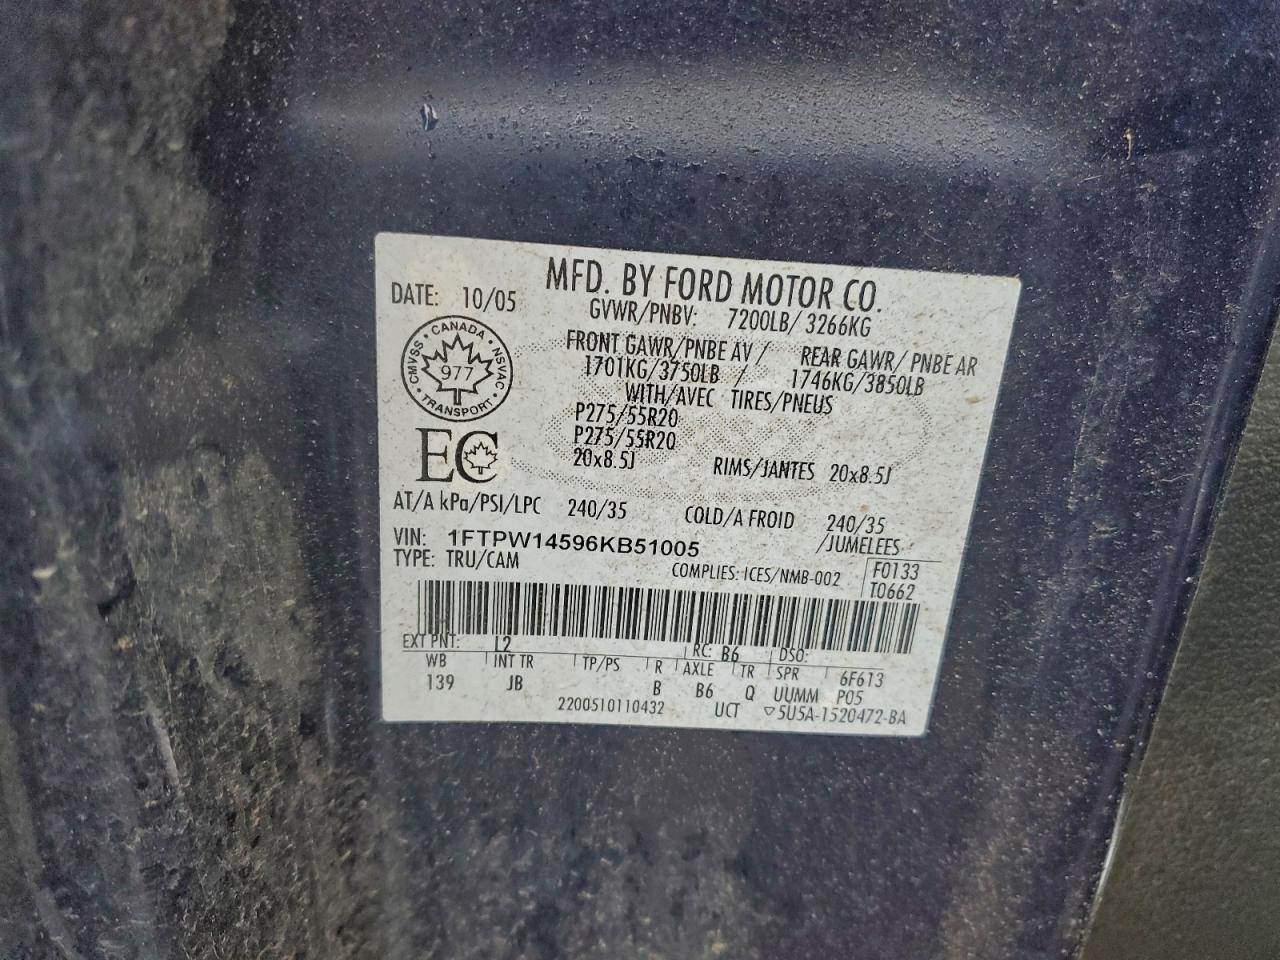 MFD. BY FORD MOTOR CO.
DATE: 10/05
GVWR/PNBV: 7200LB/ 3266KG
FRONT GAWR/PNBE AV / REAR GAWR/ PNBE AR
1701KG/3750LB / 1746KG/3850LB
WITH/AVEC TIRES/PNEUS
P275/55R20
P275/55R20
20x8.5J RIMS/JANTES 20x8.5J
CMVSS • CANADA • NSVAC • TRANSPORT •
977
EC
AT/A kPa/PSI/LPC 240/35 COLD/A FROID 240/35
/JUMELEES
VIN: 1FTPW14596KB51005
TYPE: TRU/CAM
COMPLIES: ICES/NMB-002
F0133
T0662
EXT PNT: L2 RC: B6 DSO:
WB INT TR TP/PS R AXLE TR SPR 6F613
139 JB B B6 Q UUMM P05
2200510110432 UCT ▽5U5A-1520472-BA